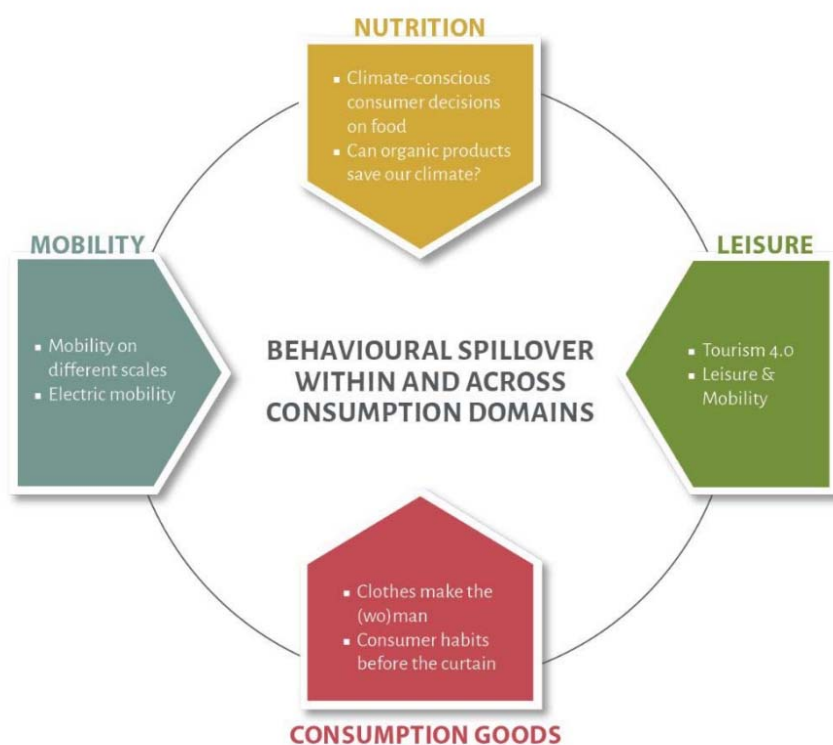 NUTRITION
▪ Climate-conscious
consumer decisions
on food
▪ Can organic products
save our climate?
MOBILITY
▪ Mobility on
different scales
▪ Electric mobility
BEHAVIOURAL SPILLOVER
WITHIN AND ACROSS
CONSUMPTION DOMAINS
LEISURE
▪ Tourism 4.0
▪ Leisure &
Mobility
▪ Clothes make the
(wo)man
▪ Consumer habits
before the curtain
CONSUMPTION GOODS